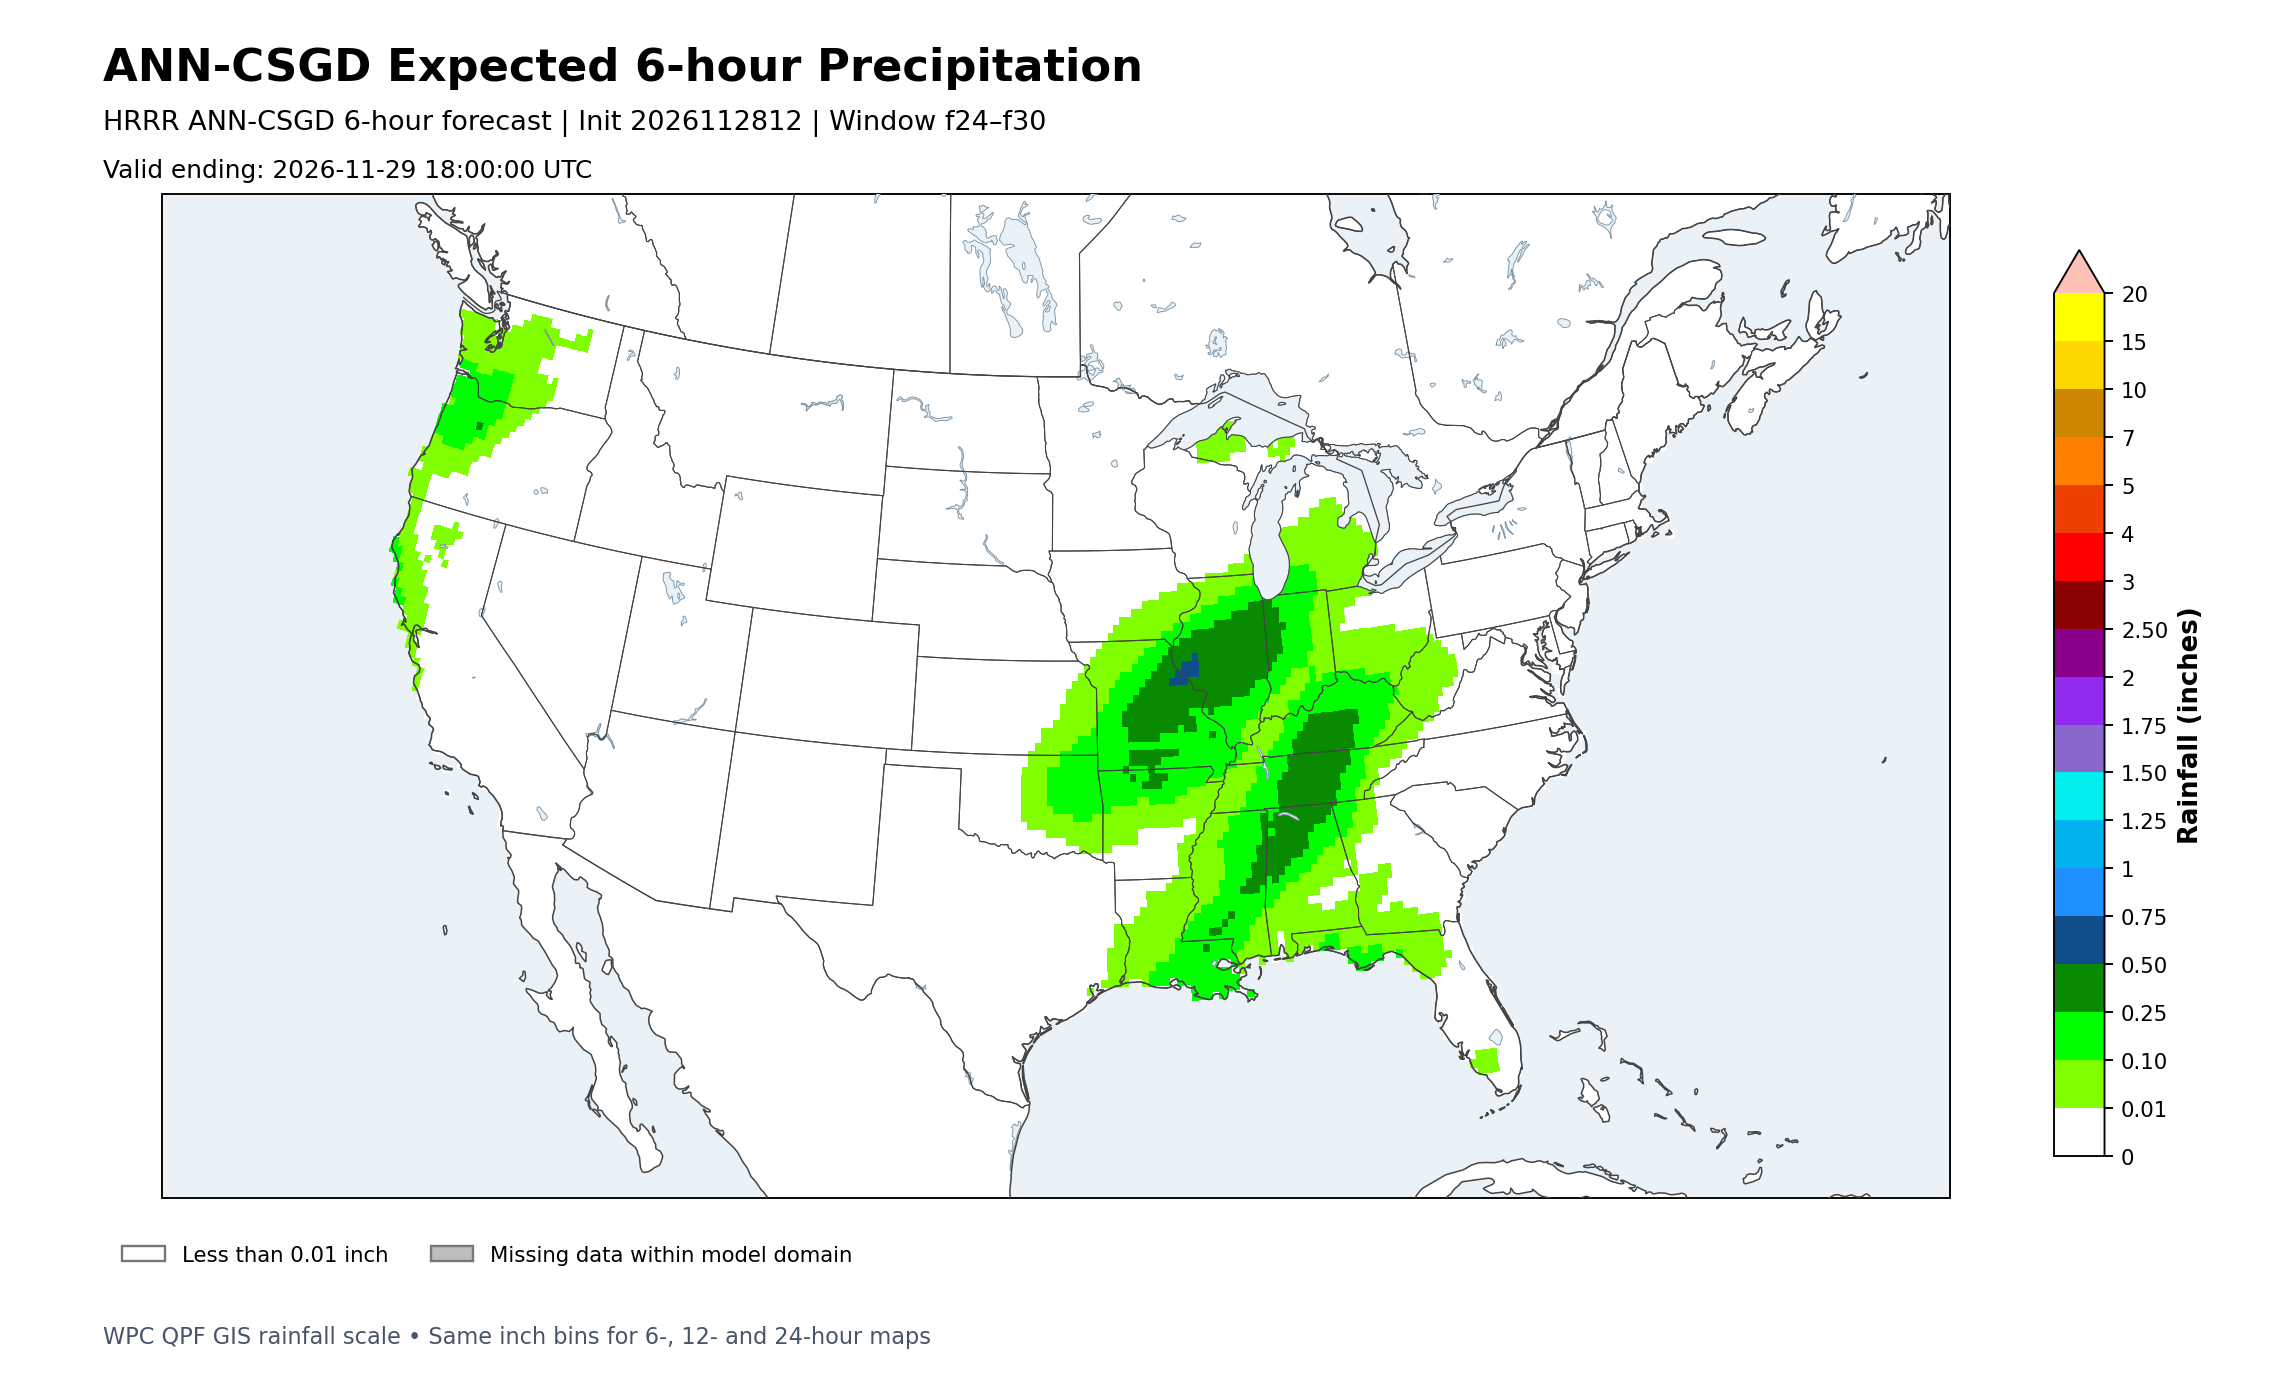 ANN-CSGD Expected 6-hour Precipitation
HRRR ANN-CSGD 6-hour forecast | Init 2026112812 | Window f24–f30
Valid ending: 2026-11-29 18:00:00 UTC
20
15
10
7
5
4
3
2.50
2
1.75
1.50
1.25
1
0.75
0.50
0.25
0.10
0.01
0
Rainfall (inches)
Less than 0.01 inch
Missing data within model domain
WPC QPF GIS rainfall scale • Same inch bins for 6-, 12- and 24-hour maps